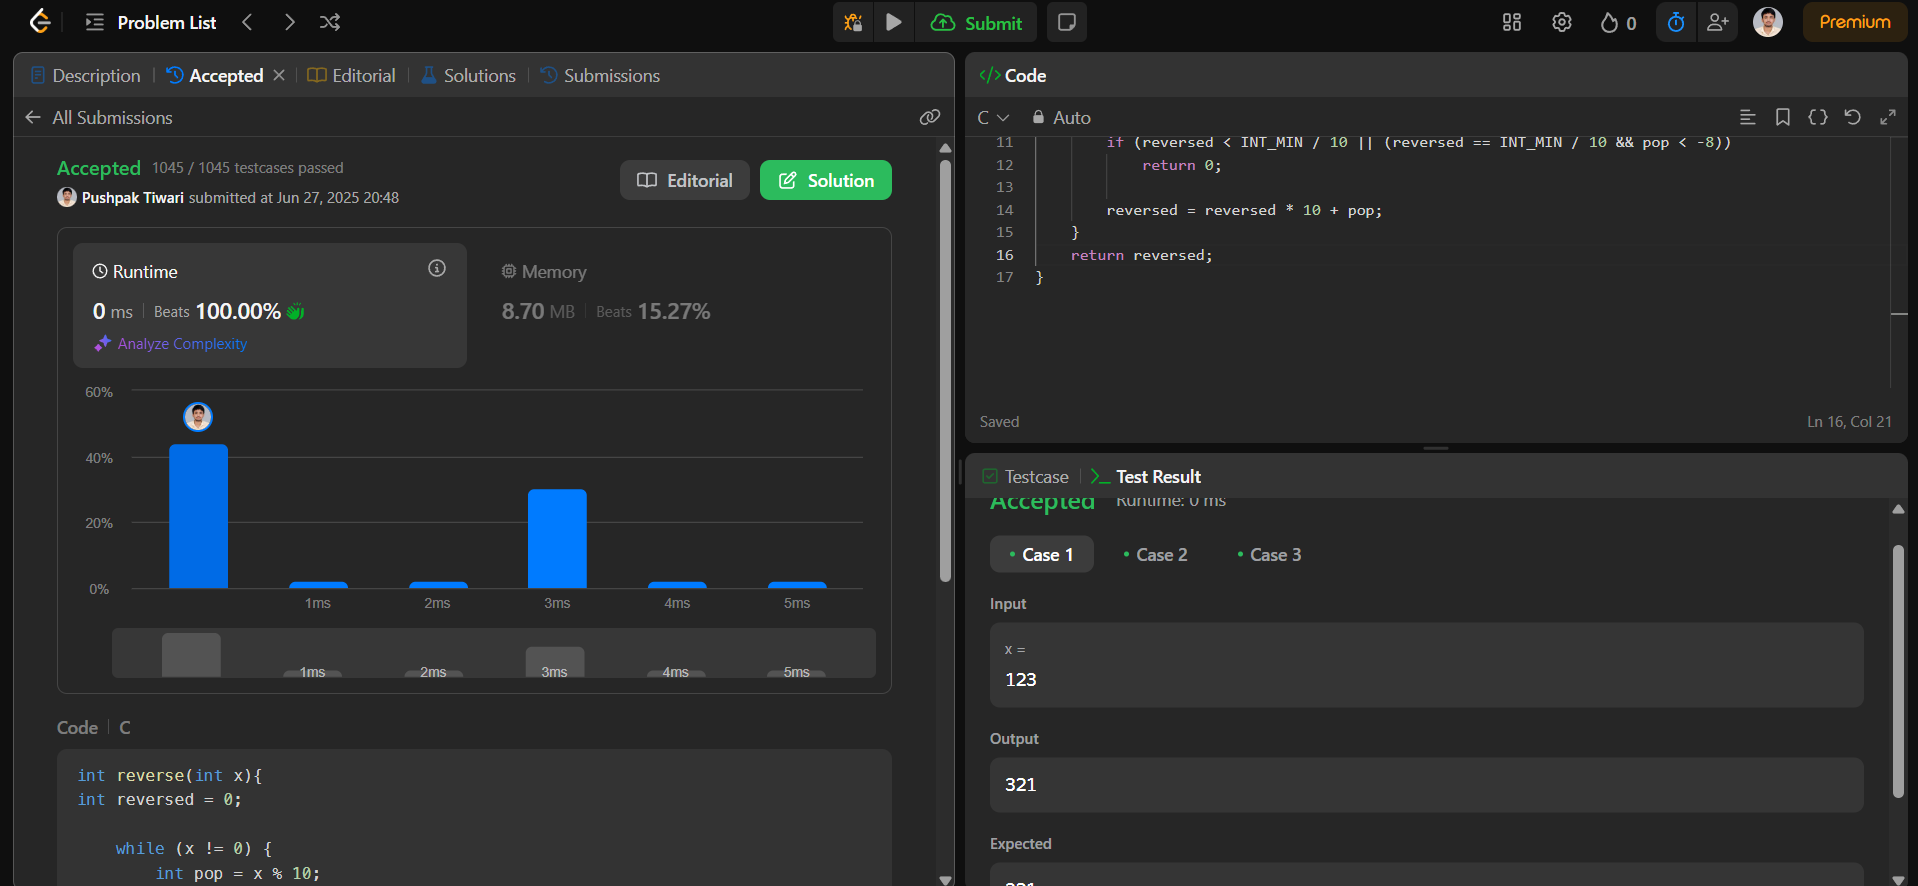 Problem List
Submit
0
Premium
Description
Accepted
Editorial
Solutions
Submissions
All Submissions
Accepted 1045 / 1045 testcases passed
Pushpak Tiwari submitted at Jun 27, 2025 20:48
Editorial
Solution
Runtime
0 ms Beats 100.00%
Analyze Complexity
Memory
8.70 MB Beats 15.27%
60%
40%
20%
0%
1ms 2ms 3ms 4ms 5ms
1ms 2ms 3ms 4ms 5ms
Code C
int reverse(int x){
int reversed = 0;
while (x != 0) {
int pop = x % 10;
</> Code
C Auto
11 if (reversed < INT_MIN / 10 || (reversed == INT_MIN / 10 && pop < -8))
12 return 0;
13
14 reversed = reversed * 10 + pop;
15 }
16 return reversed;
17 }
Saved
Ln 16, Col 21
Testcase
Test Result
Accepted Runtime: 0 ms
Case 1
Case 2
Case 3
Input
x =
123
Output
321
Expected
321